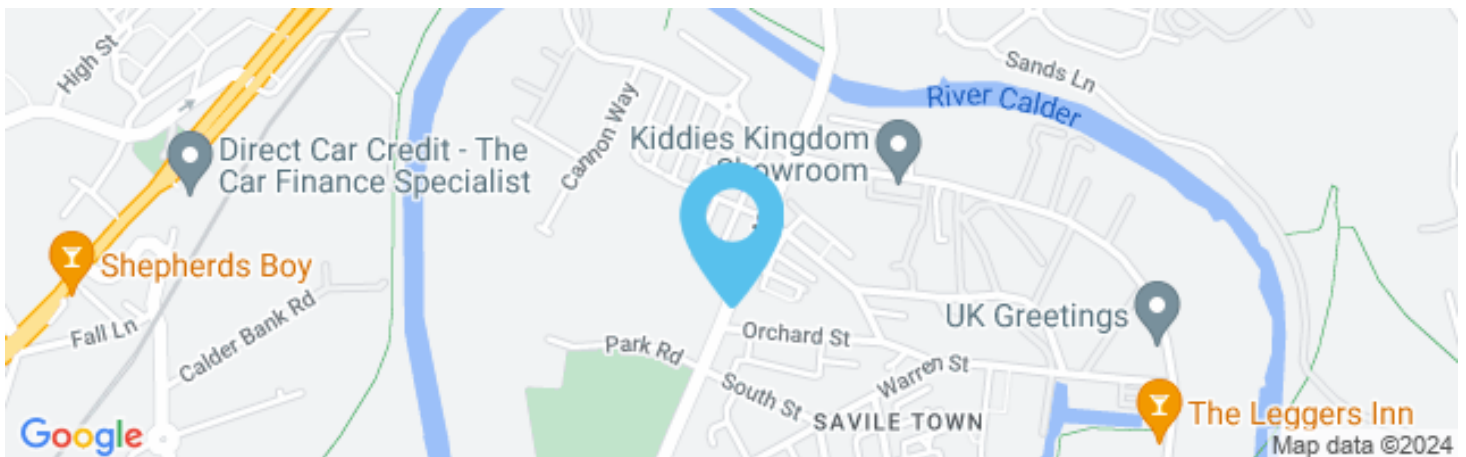 High St
Sands Ln
River Calder
Cannon Way
Kiddies Kingdom
Showroom
Direct Car Credit - The
Car Finance Specialist
Shepherds Boy
Fall Ln
Calder Bank Rd
UK Greetings
Orchard St
Park Rd
Warren St
South St
SAVILE TOWN
The Leggers Inn
Google
Map data ©2024